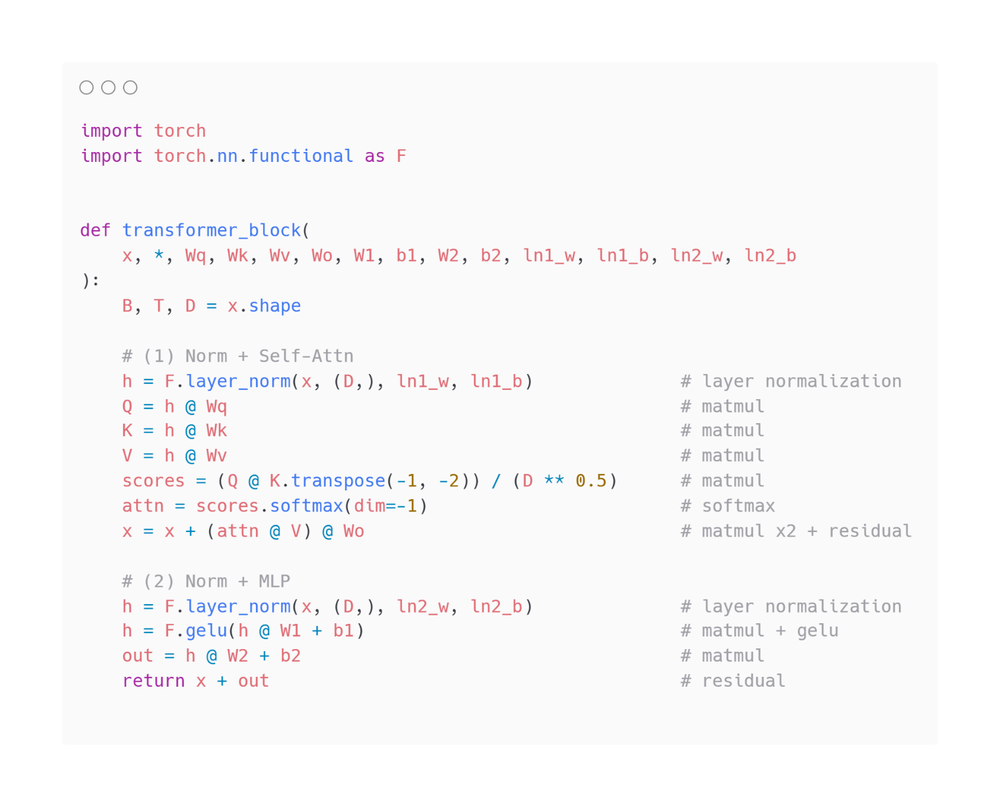 import torch
import torch.nn.functional as F
def transformer_block(
    x, *, Wq, Wk, Wv, Wo, W1, b1, W2, b2, ln1_w, ln1_b, ln2_w, ln2_b
):
    B, T, D = x.shape
    # (1) Norm + Self-Attn
    h = F.layer_norm(x, (D,), ln1_w, ln1_b)              # layer normalization
    Q = h @ Wq                                           # matmul
    K = h @ Wk                                           # matmul
    V = h @ Wv                                           # matmul
    scores = (Q @ K.transpose(-1, -2)) / (D ** 0.5)      # matmul
    attn = scores.softmax(dim=-1)                        # softmax
    x = x + (attn @ V) @ Wo                              # matmul x2 + residual
    # (2) Norm + MLP
    h = F.layer_norm(x, (D,), ln2_w, ln2_b)              # layer normalization
    h = F.gelu(h @ W1 + b1)                              # matmul + gelu
    out = h @ W2 + b2                                    # matmul
    return x + out                                       # residual